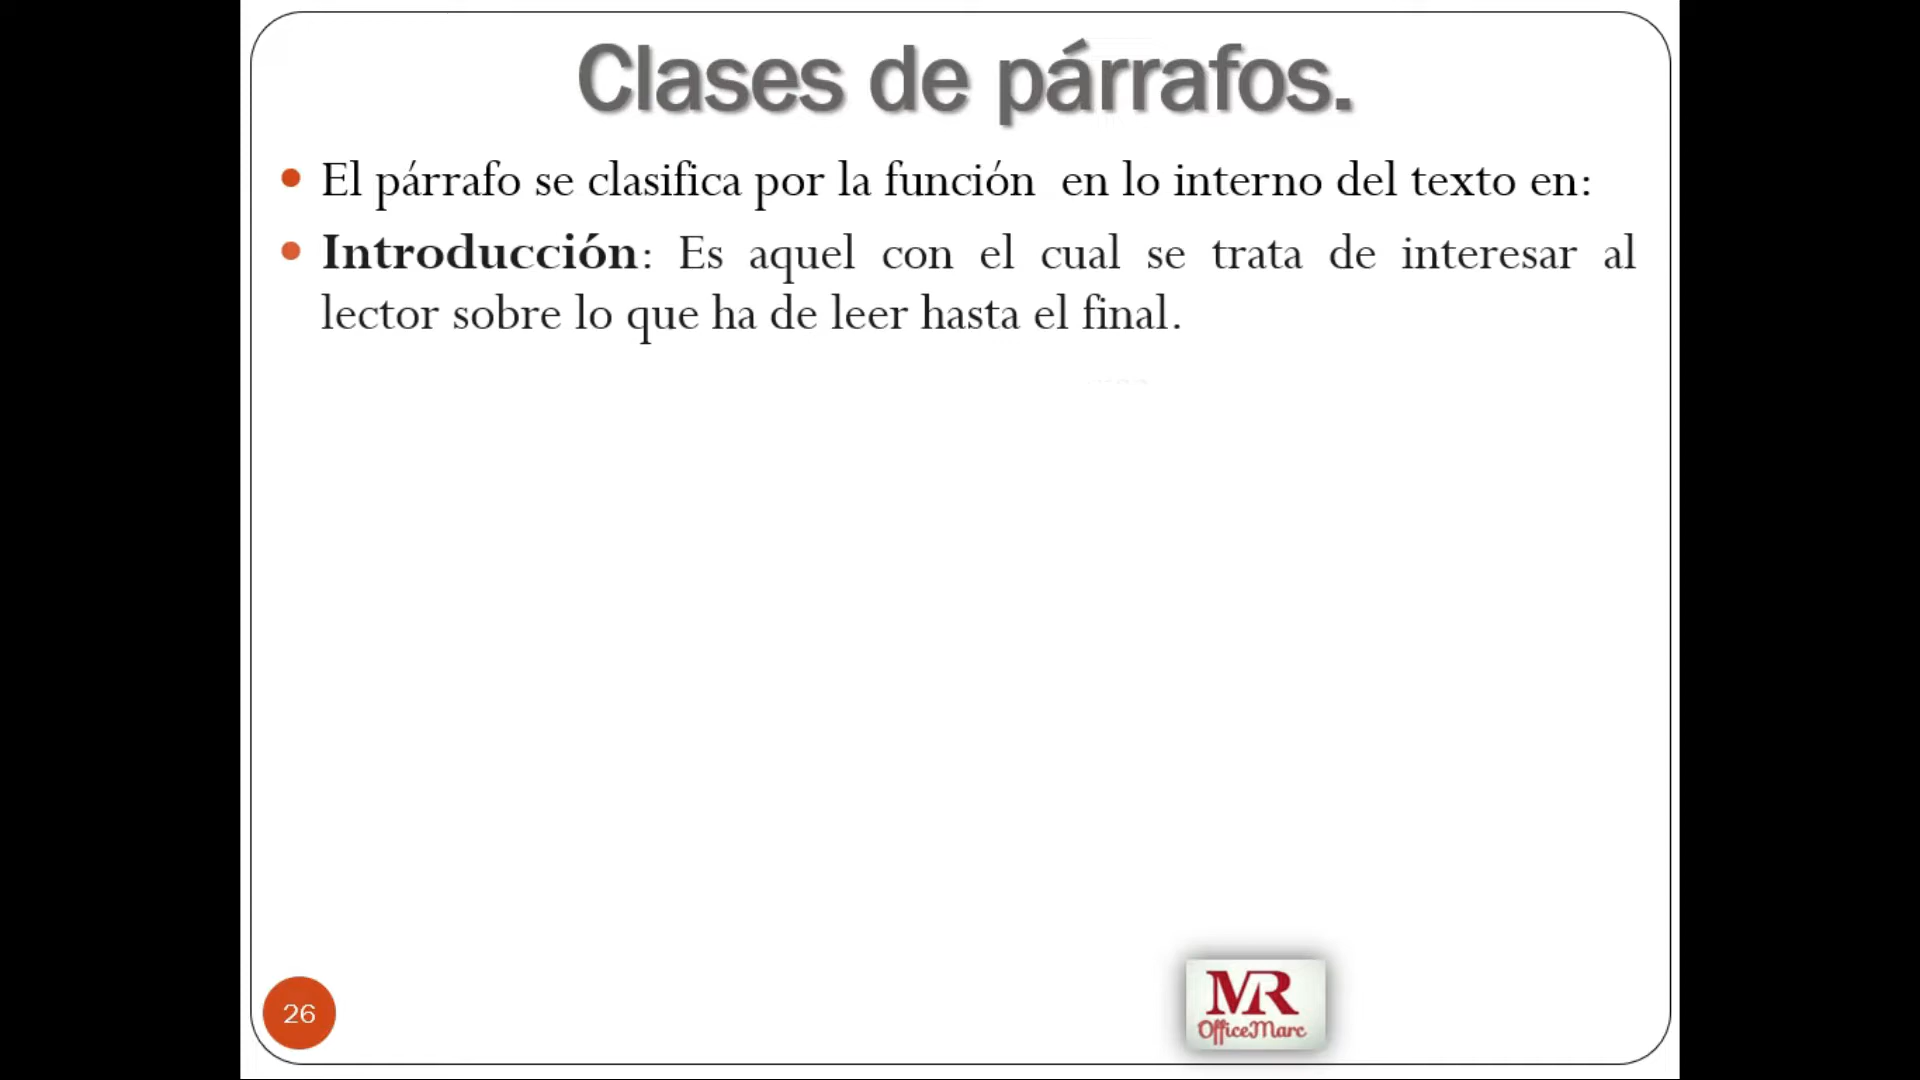 Clases de párrafos.
• El párrafo se clasifica por la función  en lo interno del texto en:
• Introducción: Es aquel con el cual se trata de interesar al
lector sobre lo que ha de leer hasta el final.
26
MR
OfficeMarc